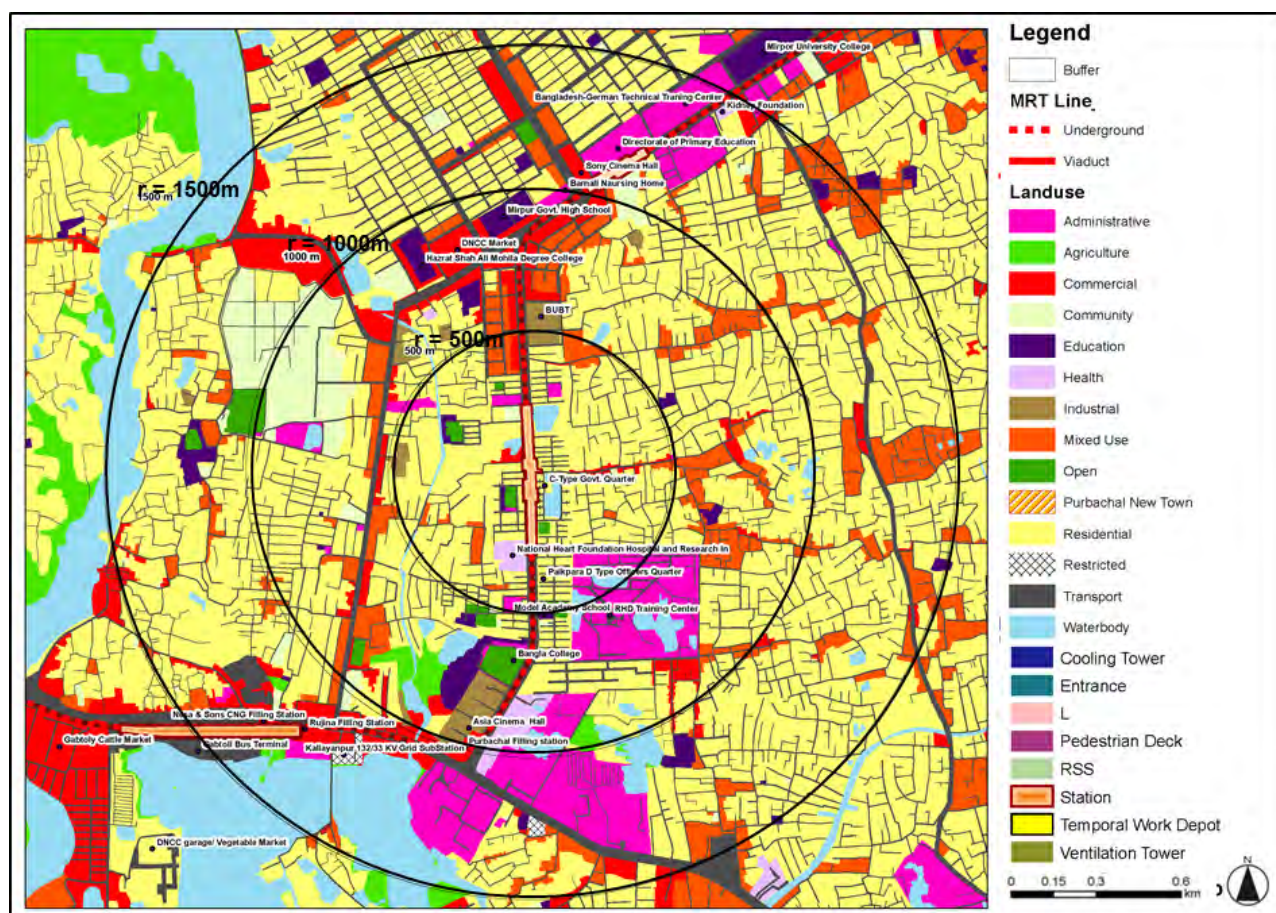 Mirpor University College
Bangladesh-German Technical Traning Center
Kidney Foundation
Directorate of Primary Education
Sony Cinema Hall
Barnali Naursing Home
r = 1500m
1500 m
Mirpur Govt. High School
r = 1000m
1000 m
DNCC Market
Hazrat Shah Ali Mohila Degree College
BUBT
r = 500m
500 m
C-Type Govt. Quarter
National Heart Foundation Hospital and Research In
Paikpara D Type Officers Quarter
Model Academy School
RHD Training Center
Bangla College
Nosa & Sons CNG Filling Station
Rujina Filling Station
Asia Cinema Hall
Gabtoly Cattle Market
Gabtoli Bus Terminal
Kallayanpur 132/33 KV Grid SubStation
Purbachal Filling station
DNCC garage/ Vegetable Market
Legend
Buffer
MRT Line
Underground
Viaduct
Landuse
Administrative
Agriculture
Commercial
Community
Education
Health
Industrial
Mixed Use
Open
Purbachal New Town
Residential
Restricted
Transport
Waterbody
Cooling Tower
Entrance
L
Pedestrian Deck
RSS
Station
Temporal Work Depot
Ventilation Tower
N
0 0.15 0.3 0.6
km